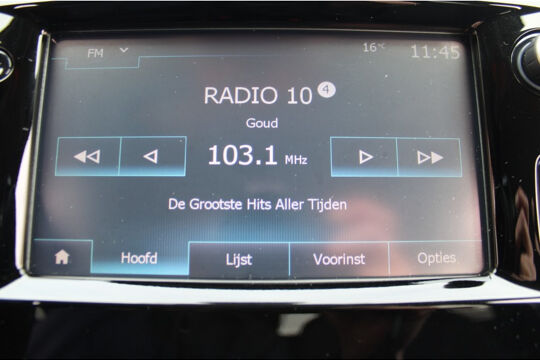 FM 16°C 11:45
RADIO 10 4
Goud
103.1 MHz
De Grootste Hits Aller Tijden
Hoofd Lijst Voorinst Opties